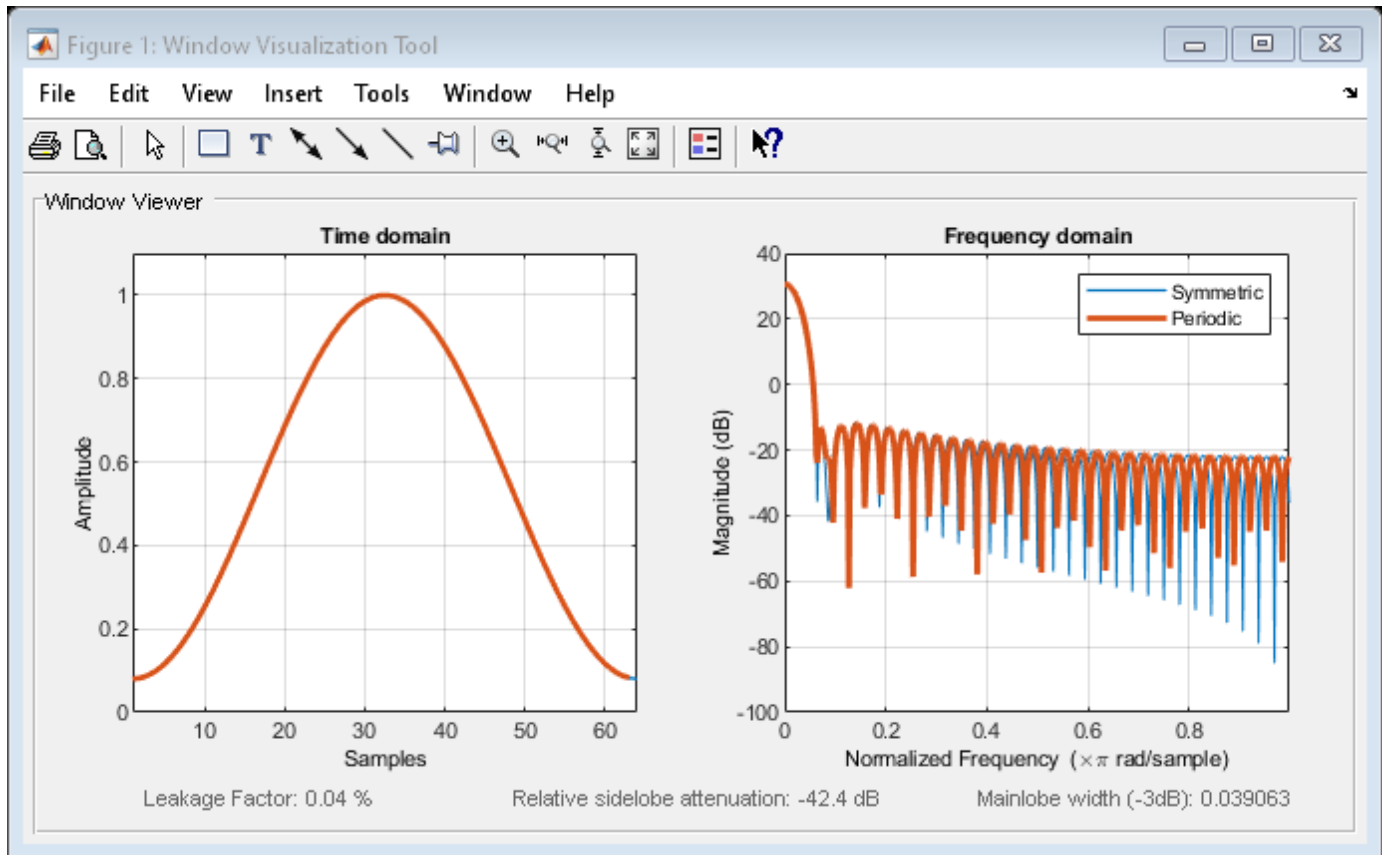 Figure 1: Window Visualization Tool
File Edit View Insert Tools Window Help
T
?
Window Viewer
Time domain
1
0.8
0.6
0.4
0.2
0
10 20 30 40 50 60
Amplitude
Samples
Frequency domain
40
20
0
-20
-40
-60
-80
-100
0 0.2 0.4 0.6 0.8
Magnitude (dB)
Normalized Frequency (×π rad/sample)
Symmetric
Periodic
Leakage Factor: 0.04 % Relative sidelobe attenuation: -42.4 dB Mainlobe width (-3dB): 0.039063